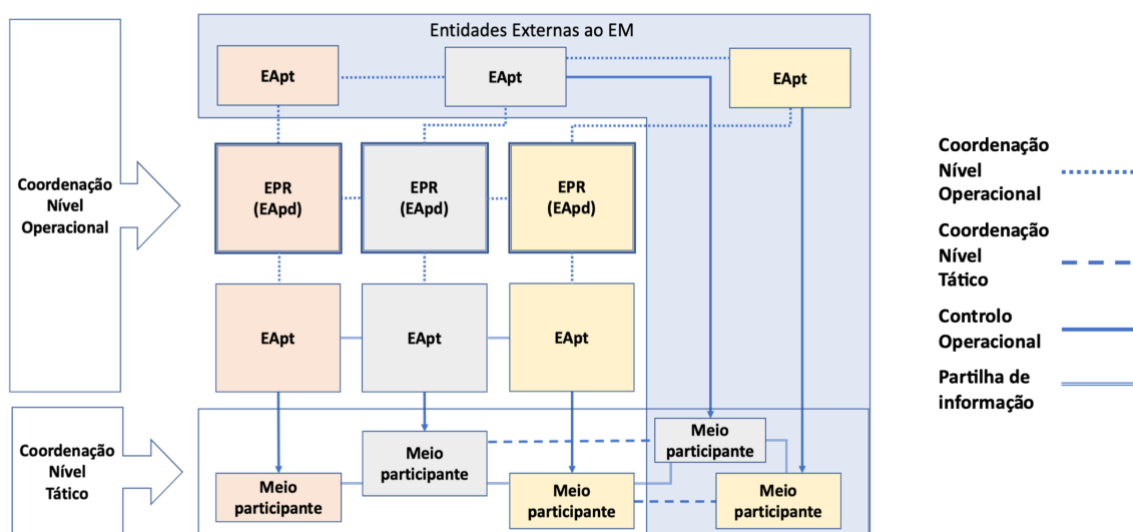 Entidades Externas ao EM
EApt
EApt
EApt
Coordenação
Nível
Operacional
EPR
(EApd)
EPR
(EApd)
EPR
(EApd)
EApt
EApt
EApt
Coordenação
Nível
Tático
Meio
participante
Meio
participante
Meio
participante
Meio
participante
Meio
participante
Coordenação
Nível
Operacional
Coordenação
Nível
Tático
Controlo
Operacional
Partilha de
informação